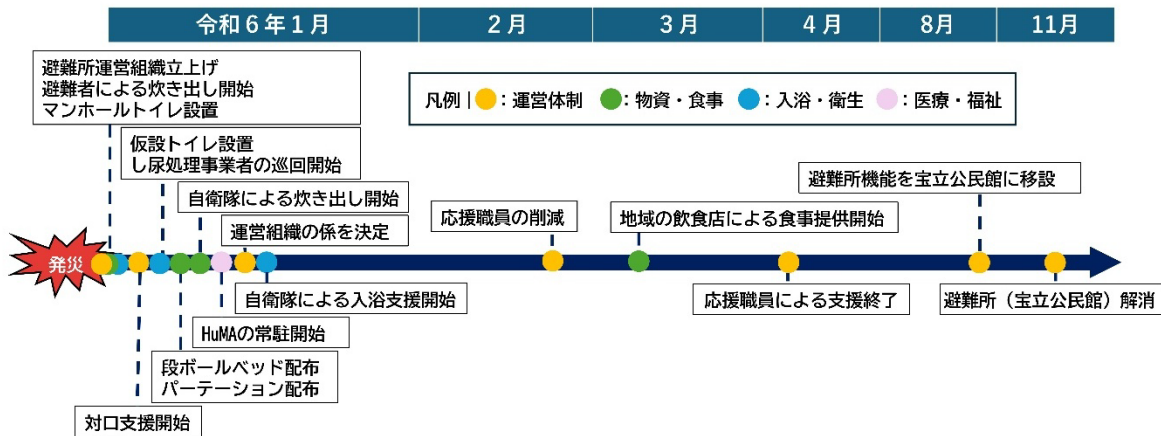 令和6年1月
2月
3月
4月
8月
11月
避難所運営組織立上げ
避難者による炊き出し開始
マンホールトイレ設置
凡例|●：運営体制 ●：物資・食事 ●：入浴・衛生 ●：医療・福祉
仮設トイレ設置
し尿処理事業者の巡回開始
自衛隊による炊き出し開始
運営組織の係を決定
応援職員の削減
地域の飲食店による食事提供開始
避難所機能を宝立公民館に移設
発災
自衛隊による入浴支援開始
HuMAの常駐開始
段ボールベッド配布
パーテーション配布
対口支援開始
応援職員による支援終了
避難所（宝立公民館）解消